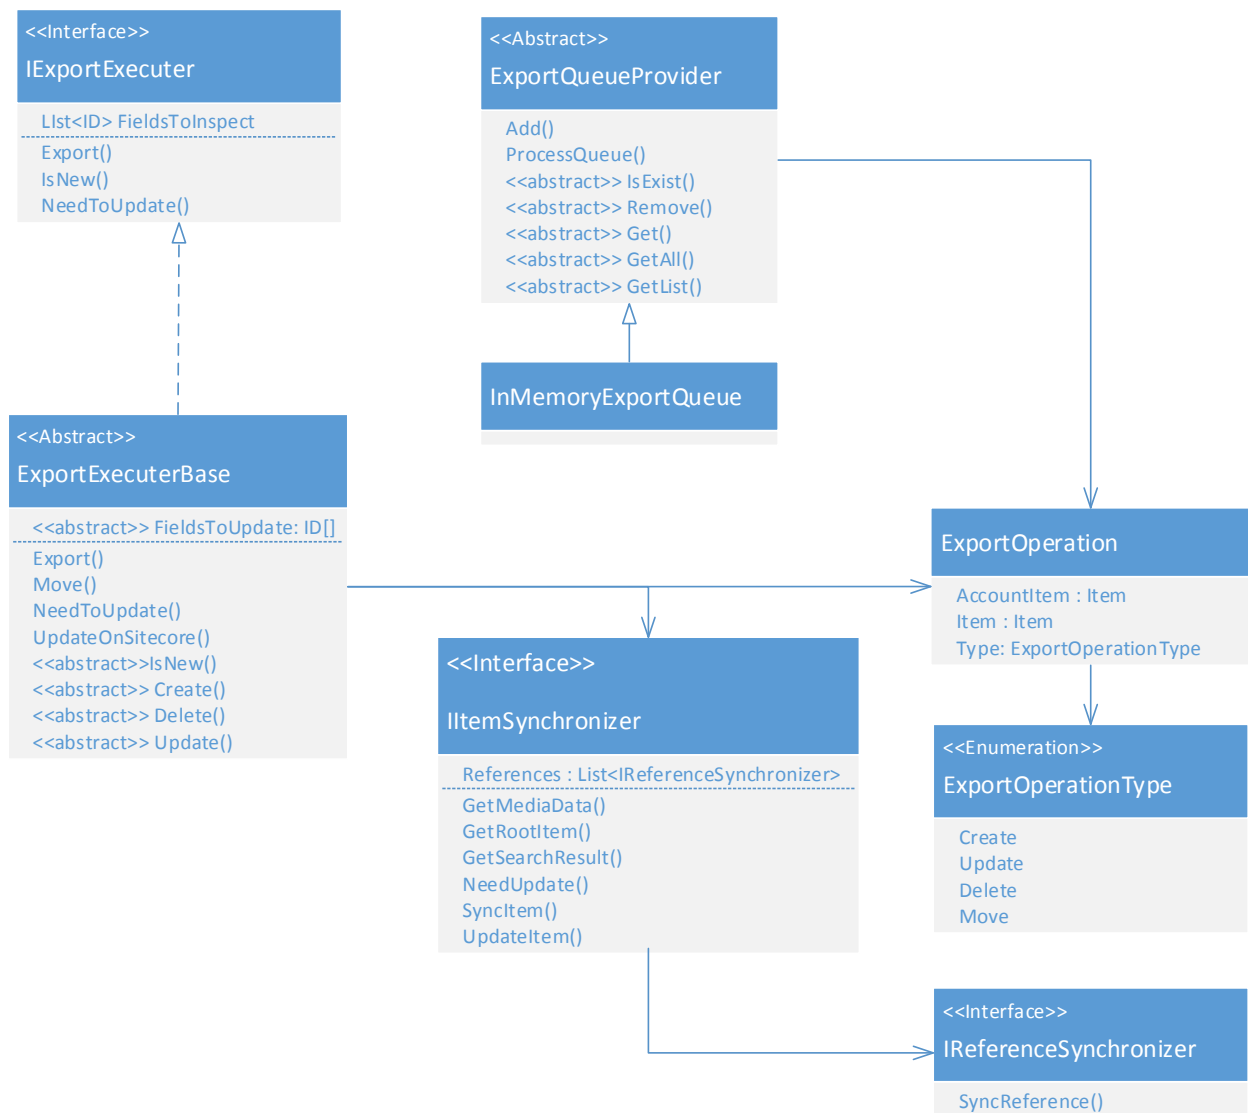 <<Interface>>
IExportExecuter
LIst<ID> FieldsToInspect
Export()
IsNew()
NeedToUpdate()
<<Abstract>>
ExportQueueProvider
Add()
ProcessQueue()
<<abstract>> IsExist()
<<abstract>> Remove()
<<abstract>> Get()
<<abstract>> GetAll()
<<abstract>> GetList()
InMemoryExportQueue
<<Abstract>>
ExportExecuterBase
<<abstract>> FieldsToUpdate: ID[]
Export()
Move()
NeedToUpdate()
UpdateOnSitecore()
<<abstract>>IsNew()
<<abstract>> Create()
<<abstract>> Delete()
<<abstract>> Update()
ExportOperation
AccountItem : Item
Item : Item
Type: ExportOperationType
<<Interface>>
IItemSynchronizer
References : List<IReferenceSynchronizer>
GetMediaData()
GetRootItem()
GetSearchResult()
NeedUpdate()
SyncItem()
UpdateItem()
<<Enumeration>>
ExportOperationType
Create
Update
Delete
Move
<<Interface>>
IReferenceSynchronizer
SyncReference()